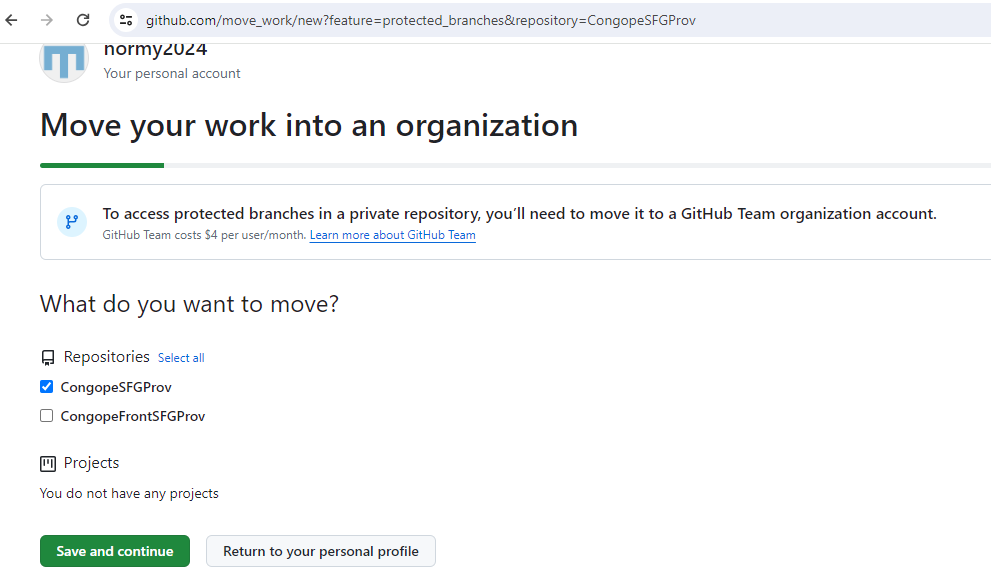 github.com/move_work/new?feature=protected_branches&repository=CongopeSFGProv
normy2024
Your personal account
Move your work into an organization
To access protected branches in a private repository, you'll need to move it to a GitHub Team organization account.
GitHub Team costs $4 per user/month. Learn more about GitHub Team
What do you want to move?
Repositories Select all
CongopeSFGProv
CongopeFrontSFGProv
Projects
You do not have any projects
Save and continue Return to your personal profile